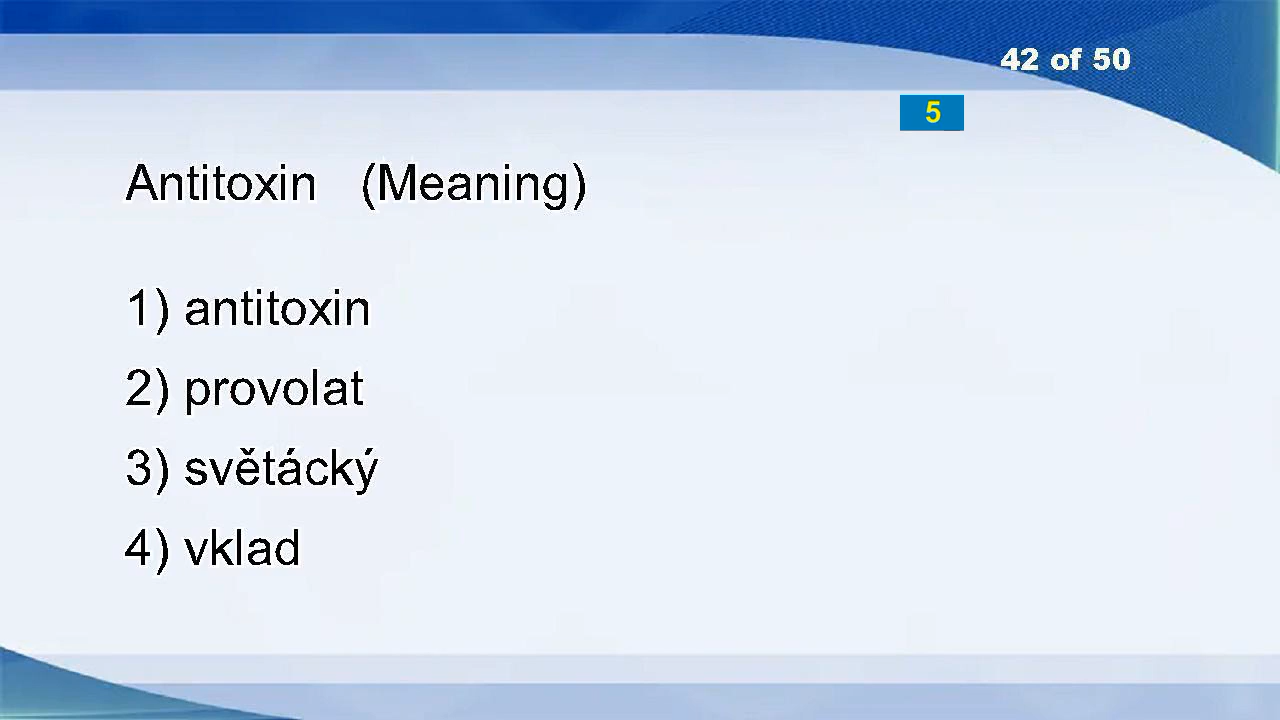 42 of 50
5
Antitoxin (Meaning)
1) antitoxin
2) provolat
3) světácký
4) vklad